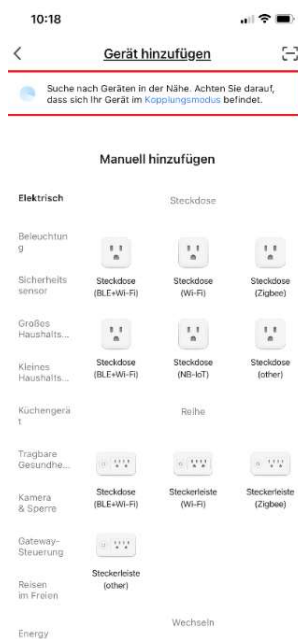 10:18
Gerät hinzufügen
Suche nach Geräten in der Nähe. Achten Sie darauf,
dass sich Ihr Gerät im Kopplungsmodus befindet.
Manuell hinzufügen
Elektrisch
Steckdose
Beleuchtun
g
Steckdose
(BLE+Wi-Fi)
Steckdose
(Wi-Fi)
Steckdose
(Zigbee)
Sicherheits
sensor
Großes
Haushalts...
Steckdose
(BLE+Wi-Fi)
Steckdose
(NB-IoT)
Steckdose
(other)
Kleines
Haushalts...
Küchengerä
t
Reihe
Tragbare
Gesundhe...
Steckdose
(BLE+Wi-Fi)
Steckerleiste
(Wi-Fi)
Steckerleiste
(Zigbee)
Kamera
& Sperre
Gateway-
Steuerung
Steckerleiste
(other)
Reisen
im Freien
Wechseln
Energy